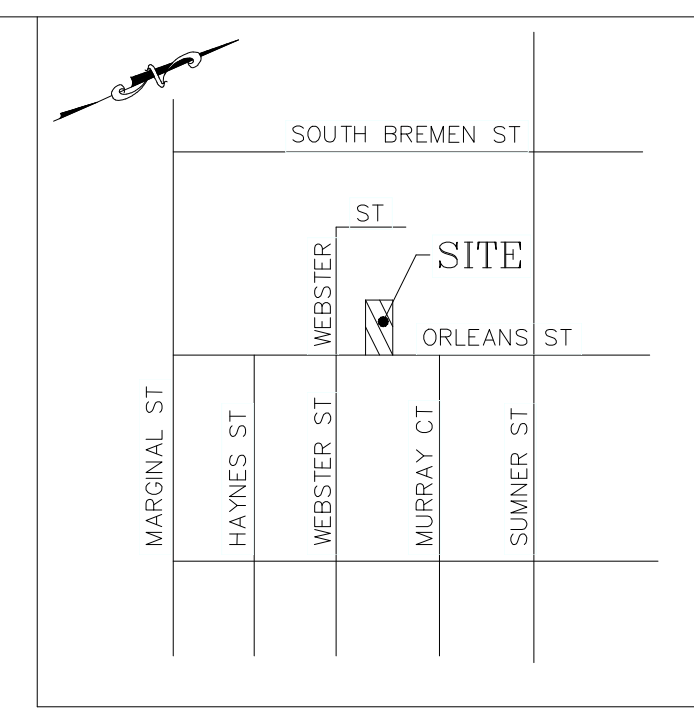 N
SOUTH BREMEN ST
ST
WEBSTER
SITE
ORLEANS ST
MARGINAL ST
HAYNES ST
WEBSTER ST
MURRAY CT
SUMNER ST